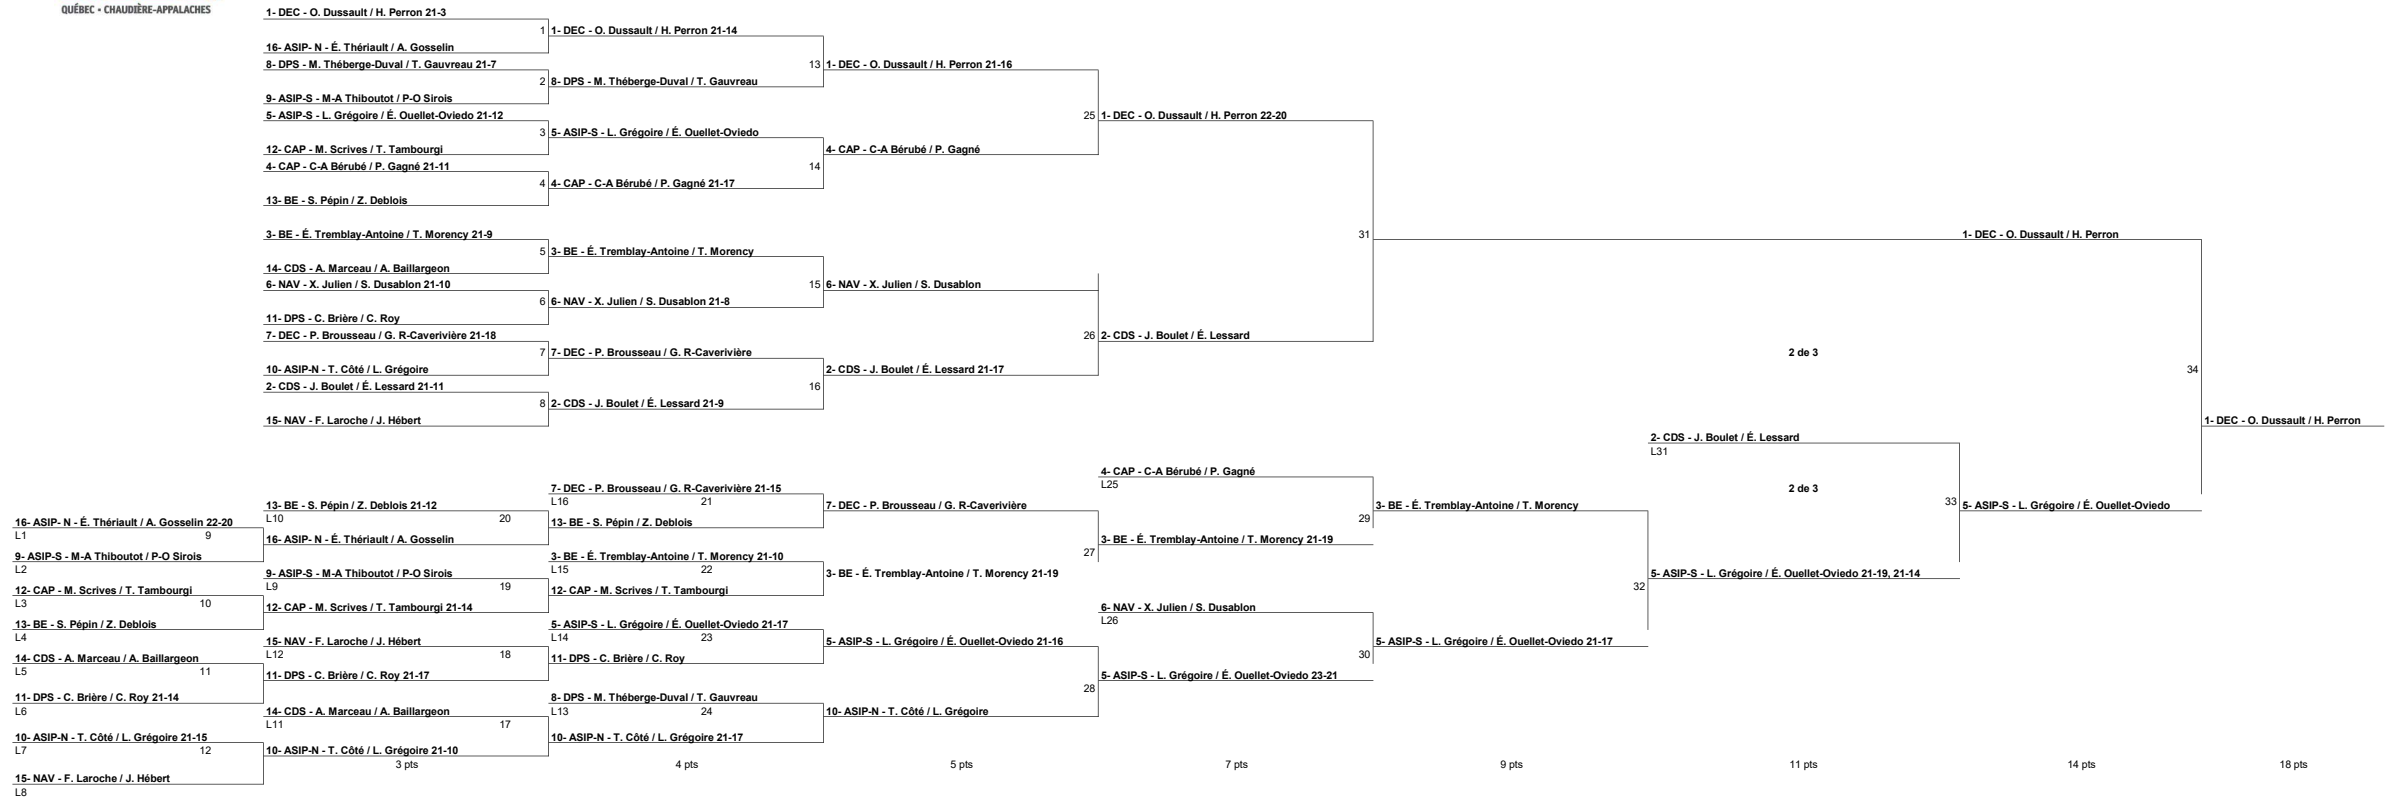 QUÉBEC • CHAUDIÈRE-APPALACHES
1- DEC - O. Dussault / H. Perron 21-3
1
1- DEC - O. Dussault / H. Perron 21-14
16- ASIP- N - É. Thériault / A. Gosselin
8- DPS - M. Théberge-Duval / T. Gauvreau 21-7
13
1- DEC - O. Dussault / H. Perron 21-16
2
8- DPS - M. Théberge-Duval / T. Gauvreau
9- ASIP-S - M-A Thiboutot / P-O Sirois
5- ASIP-S - L. Grégoire / É. Ouellet-Oviedo 21-12
25
1- DEC - O. Dussault / H. Perron 22-20
3
5- ASIP-S - L. Grégoire / É. Ouellet-Oviedo
12- CAP - M. Scrives / T. Tambourgi
4- CAP - C-A Bérubé / P. Gagné
4- CAP - C-A Bérubé / P. Gagné 21-11
14
4
4- CAP - C-A Bérubé / P. Gagné 21-17
13- BE - S. Pépin / Z. Deblois
3- BE - É. Tremblay-Antoine / T. Morency 21-9
31
1- DEC - O. Dussault / H. Perron
5
3- BE - É. Tremblay-Antoine / T. Morency
14- CDS - A. Marceau / A. Baillargeon
6- NAV - X. Julien / S. Dusablon 21-10
15
6- NAV - X. Julien / S. Dusablon
6
6- NAV - X. Julien / S. Dusablon 21-8
11- DPS - C. Brière / C. Roy
7- DEC - P. Brousseau / G. R-Caverivière 21-18
26
2- CDS - J. Boulet / É. Lessard
7
7- DEC - P. Brousseau / G. R-Caverivière
2 de 3
10- ASIP-N - T. Côté / L. Grégoire
2- CDS - J. Boulet / É. Lessard 21-17
34
2- CDS - J. Boulet / É. Lessard 21-11
16
8
2- CDS - J. Boulet / É. Lessard 21-9
15- NAV - F. Laroche / J. Hébert
1- DEC - O. Dussault / H. Perron
2- CDS - J. Boulet / É. Lessard
L31
4- CAP - C-A Bérubé / P. Gagné
L25
7- DEC - P. Brousseau / G. R-Caverivière 21-15
2 de 3
L16
21
13- BE - S. Pépin / Z. Deblois 21-12
7- DEC - P. Brousseau / G. R-Caverivière
3- BE - É. Tremblay-Antoine / T. Morency
33
5- ASIP-S - L. Grégoire / É. Ouellet-Oviedo
L10
20
29
16- ASIP- N - É. Thériault / A. Gosselin 22-20
13- BE - S. Pépin / Z. Deblois
L1
9
16- ASIP- N - É. Thériault / A. Gosselin
3- BE - É. Tremblay-Antoine / T. Morency 21-19
27
9- ASIP-S - M-A Thiboutot / P-O Sirois
3- BE - É. Tremblay-Antoine / T. Morency 21-10
L2
L15
22
9- ASIP-S - M-A Thiboutot / P-O Sirois
3- BE - É. Tremblay-Antoine / T. Morency 21-19
5- ASIP-S - L. Grégoire / É. Ouellet-Oviedo 21-19, 21-14
L9
19
32
12- CAP - M. Scrives / T. Tambourgi
12- CAP - M. Scrives / T. Tambourgi
L3
10
12- CAP - M. Scrives / T. Tambourgi 21-14
6- NAV - X. Julien / S. Dusablon
L26
13- BE - S. Pépin / Z. Deblois
5- ASIP-S - L. Grégoire / É. Ouellet-Oviedo 21-17
L4
L14
23
15- NAV - F. Laroche / J. Hébert
5- ASIP-S - L. Grégoire / É. Ouellet-Oviedo 21-16
5- ASIP-S - L. Grégoire / É. Ouellet-Oviedo 21-17
L12
18
30
14- CDS - A. Marceau / A. Baillargeon
11- DPS - C. Brière / C. Roy
L5
11
11- DPS - C. Brière / C. Roy 21-17
5- ASIP-S - L. Grégoire / É. Ouellet-Oviedo 23-21
28
11- DPS - C. Brière / C. Roy 21-14
8- DPS - M. Théberge-Duval / T. Gauvreau
L6
L13
24
14- CDS - A. Marceau / A. Baillargeon
10- ASIP-N - T. Côté / L. Grégoire
L11
17
10- ASIP-N - T. Côté / L. Grégoire 21-15
10- ASIP-N - T. Côté / L. Grégoire 21-17
L7
12
10- ASIP-N - T. Côté / L. Grégoire 21-10
3 pts
4 pts
5 pts
7 pts
9 pts
11 pts
14 pts
18 pts
15- NAV - F. Laroche / J. Hébert
L8